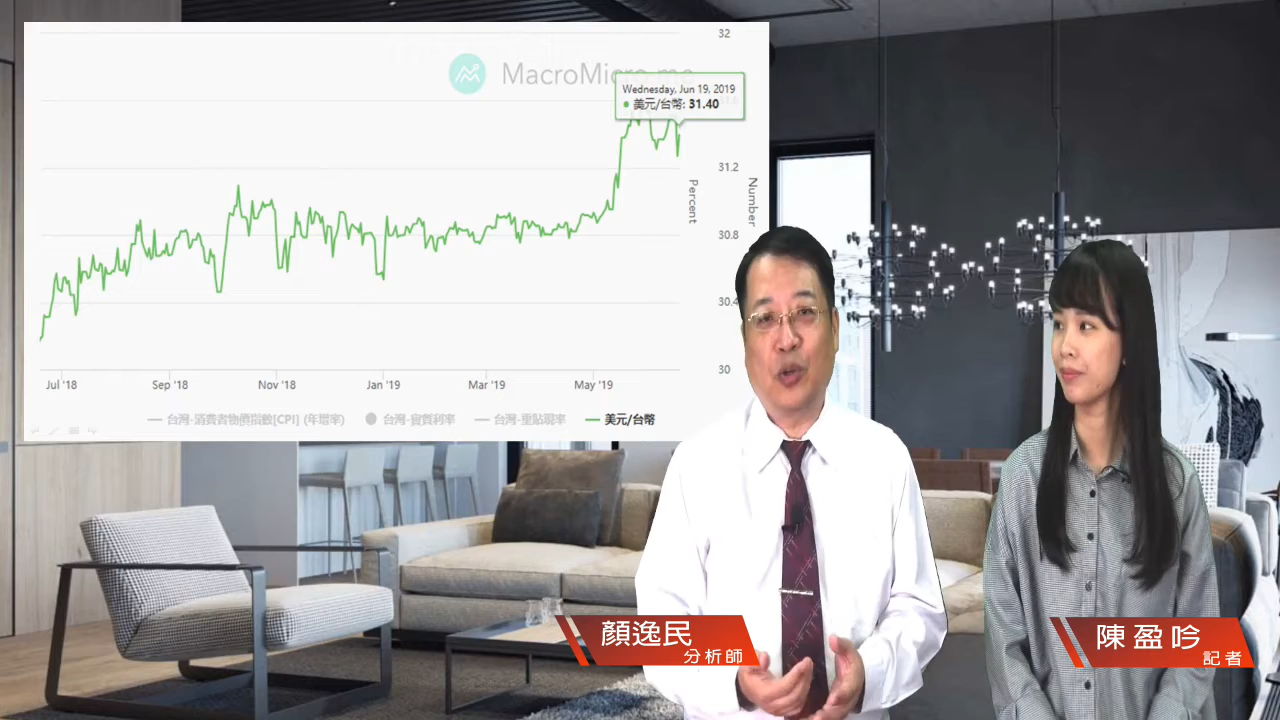 32
MacroMicro.me
Wednesday, Jun 19, 2019
美元/台幣: 31.40
31.2
Percent
Number
30.8
30.4
30
Jul '18
Sep '18
Nov '18
Jan '19
Mar '19
May '19
台灣-消費者物價指數[CPI] (年增率)
台灣-實質利率
台灣-重貼現率
美元/台幣
顏逸民
分析師
陳盈吟
記者